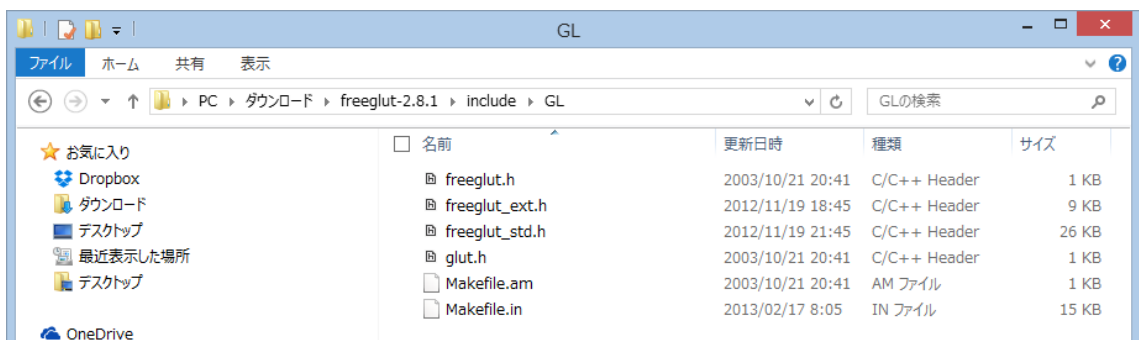 GL
ファイル ホーム 共有 表示
PC ダウンロード freeglut-2.8.1 include GL GLの検索
お気に入り
Dropbox
ダウンロード
デスクトップ
最近表示した場所
デスクトップ
OneDrive
名前 更新日時 種類 サイズ
freeglut.h 2003/10/21 20:41 C/C++ Header 1 KB
freeglut_ext.h 2012/11/19 18:45 C/C++ Header 9 KB
freeglut_std.h 2012/11/19 21:45 C/C++ Header 26 KB
glut.h 2003/10/21 20:41 C/C++ Header 1 KB
Makefile.am 2003/10/21 20:41 AM ファイル 1 KB
Makefile.in 2013/02/17 8:05 IN ファイル 15 KB